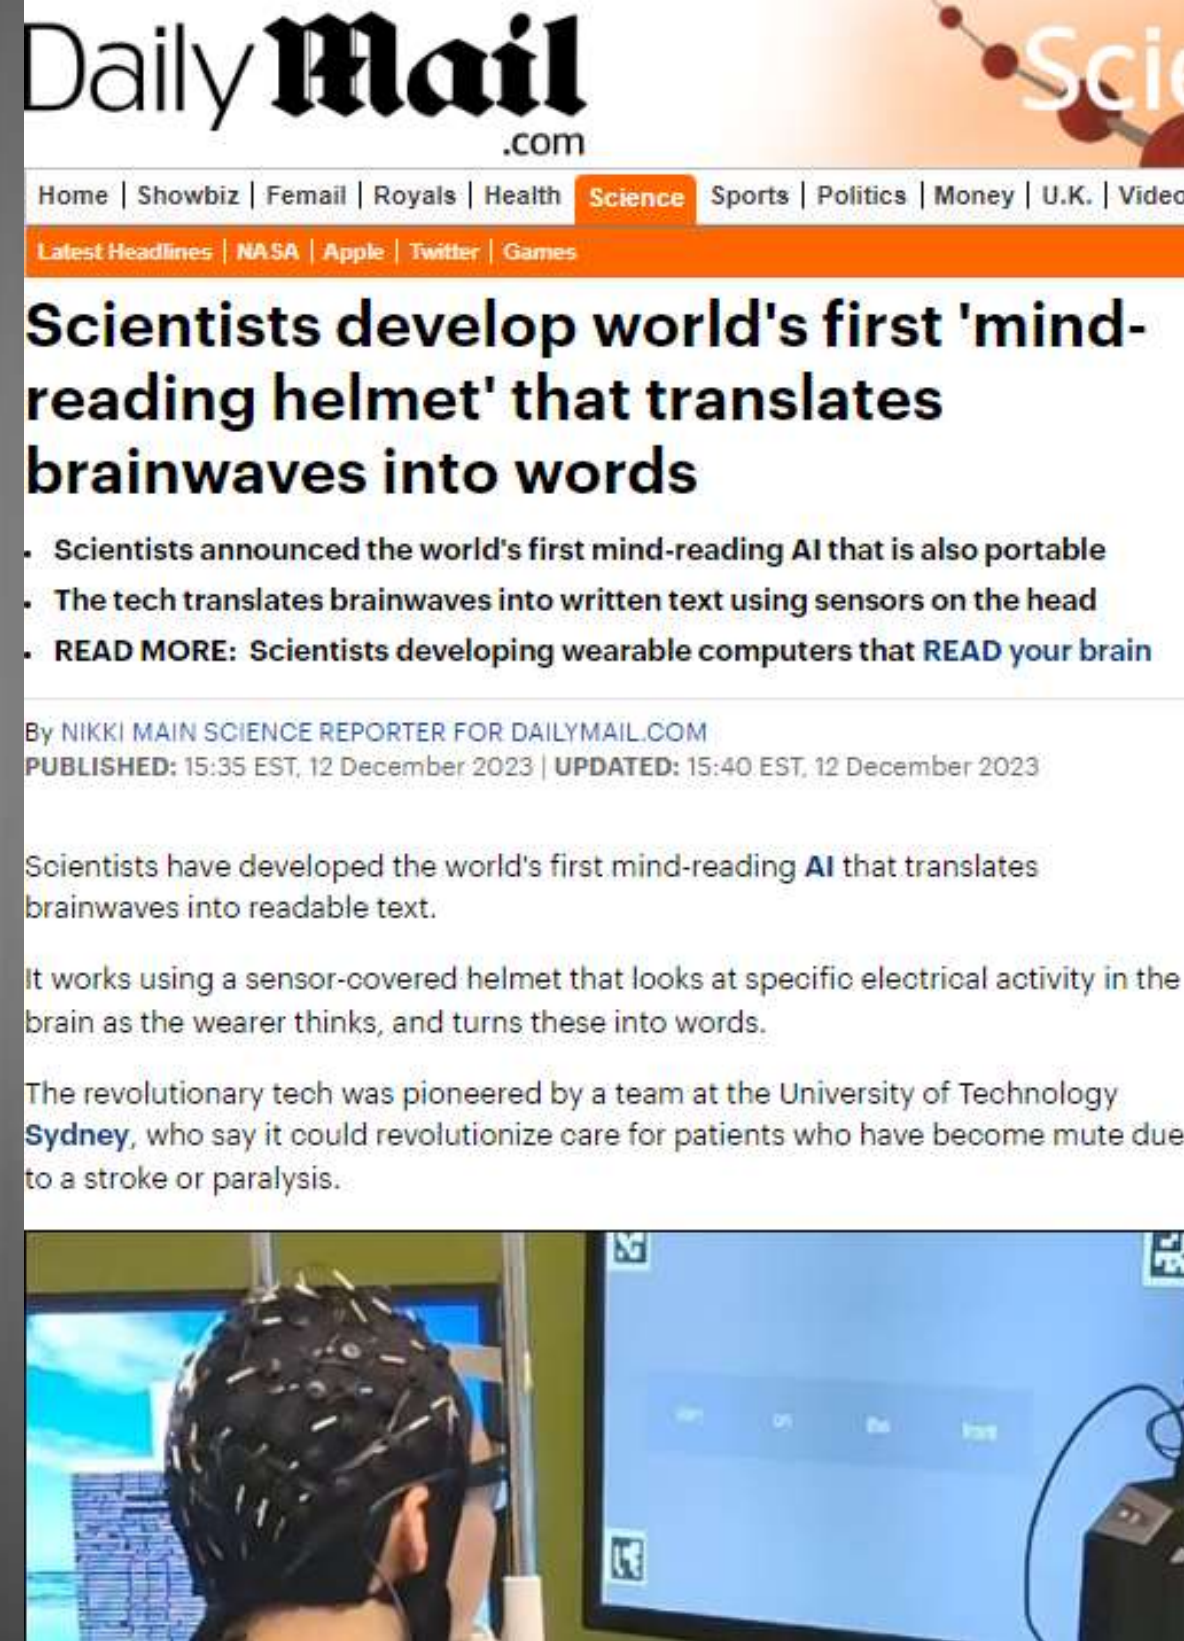 Daily Mail
.com
Scie
Home | Showbiz | Femail | Royals | Health Science Sports | Politics | Money | U.K. | Video
Latest Headlines | NASA | Apple | Twitter | Games
Scientists develop world's first 'mind-
reading helmet' that translates
brainwaves into words
• Scientists announced the world's first mind-reading AI that is also portable
• The tech translates brainwaves into written text using sensors on the head
• READ MORE: Scientists developing wearable computers that READ your brain
By NIKKI MAIN SCIENCE REPORTER FOR DAILYMAIL.COM
PUBLISHED: 15:35 EST, 12 December 2023 | UPDATED: 15:40 EST, 12 December 2023
Scientists have developed the world's first mind-reading AI that translates
brainwaves into readable text.
It works using a sensor-covered helmet that looks at specific electrical activity in the
brain as the wearer thinks, and turns these into words.
The revolutionary tech was pioneered by a team at the University of Technology
Sydney, who say it could revolutionize care for patients who have become mute due
to a stroke or paralysis.
on the front